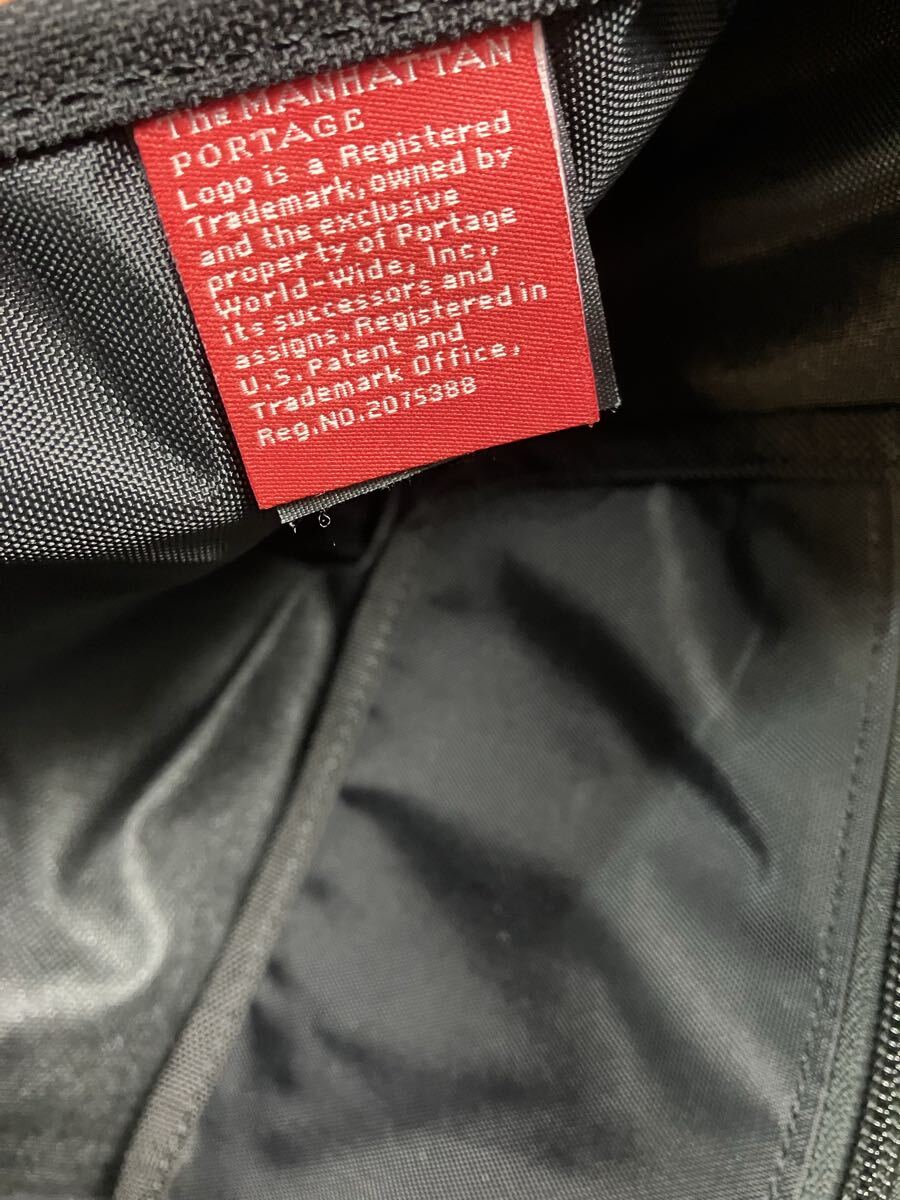 The MANHATTAN
PORTAGE
Logo is a Registered
Trademark,owned by
and the exclusive
property of Portage
World-Wide, Inc.,
its successors and
assigns.Registered in
U.S.Patent and
Trademark Office,
Reg.NO.2075388